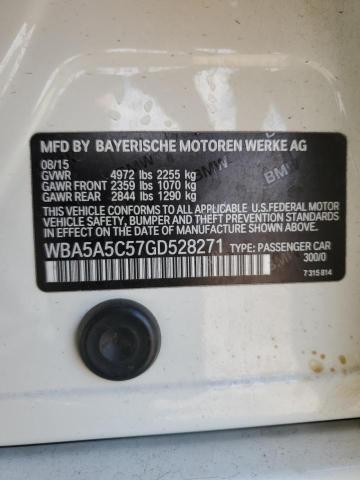 MFD BY BAYERISCHE MOTOREN WERKE AG
08/15
GVWR 4972 lbs 2255 kg
GAWR FRONT 2359 lbs 1070 kg
GAWR REAR 2844 lbs 1290 kg
THIS VEHICLE CONFORMS TO ALL APPLICABLE U.S.FEDERAL MOTOR
VEHICLE SAFETY, BUMPER, AND THEFT PREVENTION
STANDARDS IN EFFECT ON THE DATE OF
MANUFACTURE SHOWN ABOVE.
WBA5A5C57GD528271 TYPE: PASSENGER CAR
300/0
7 315 814